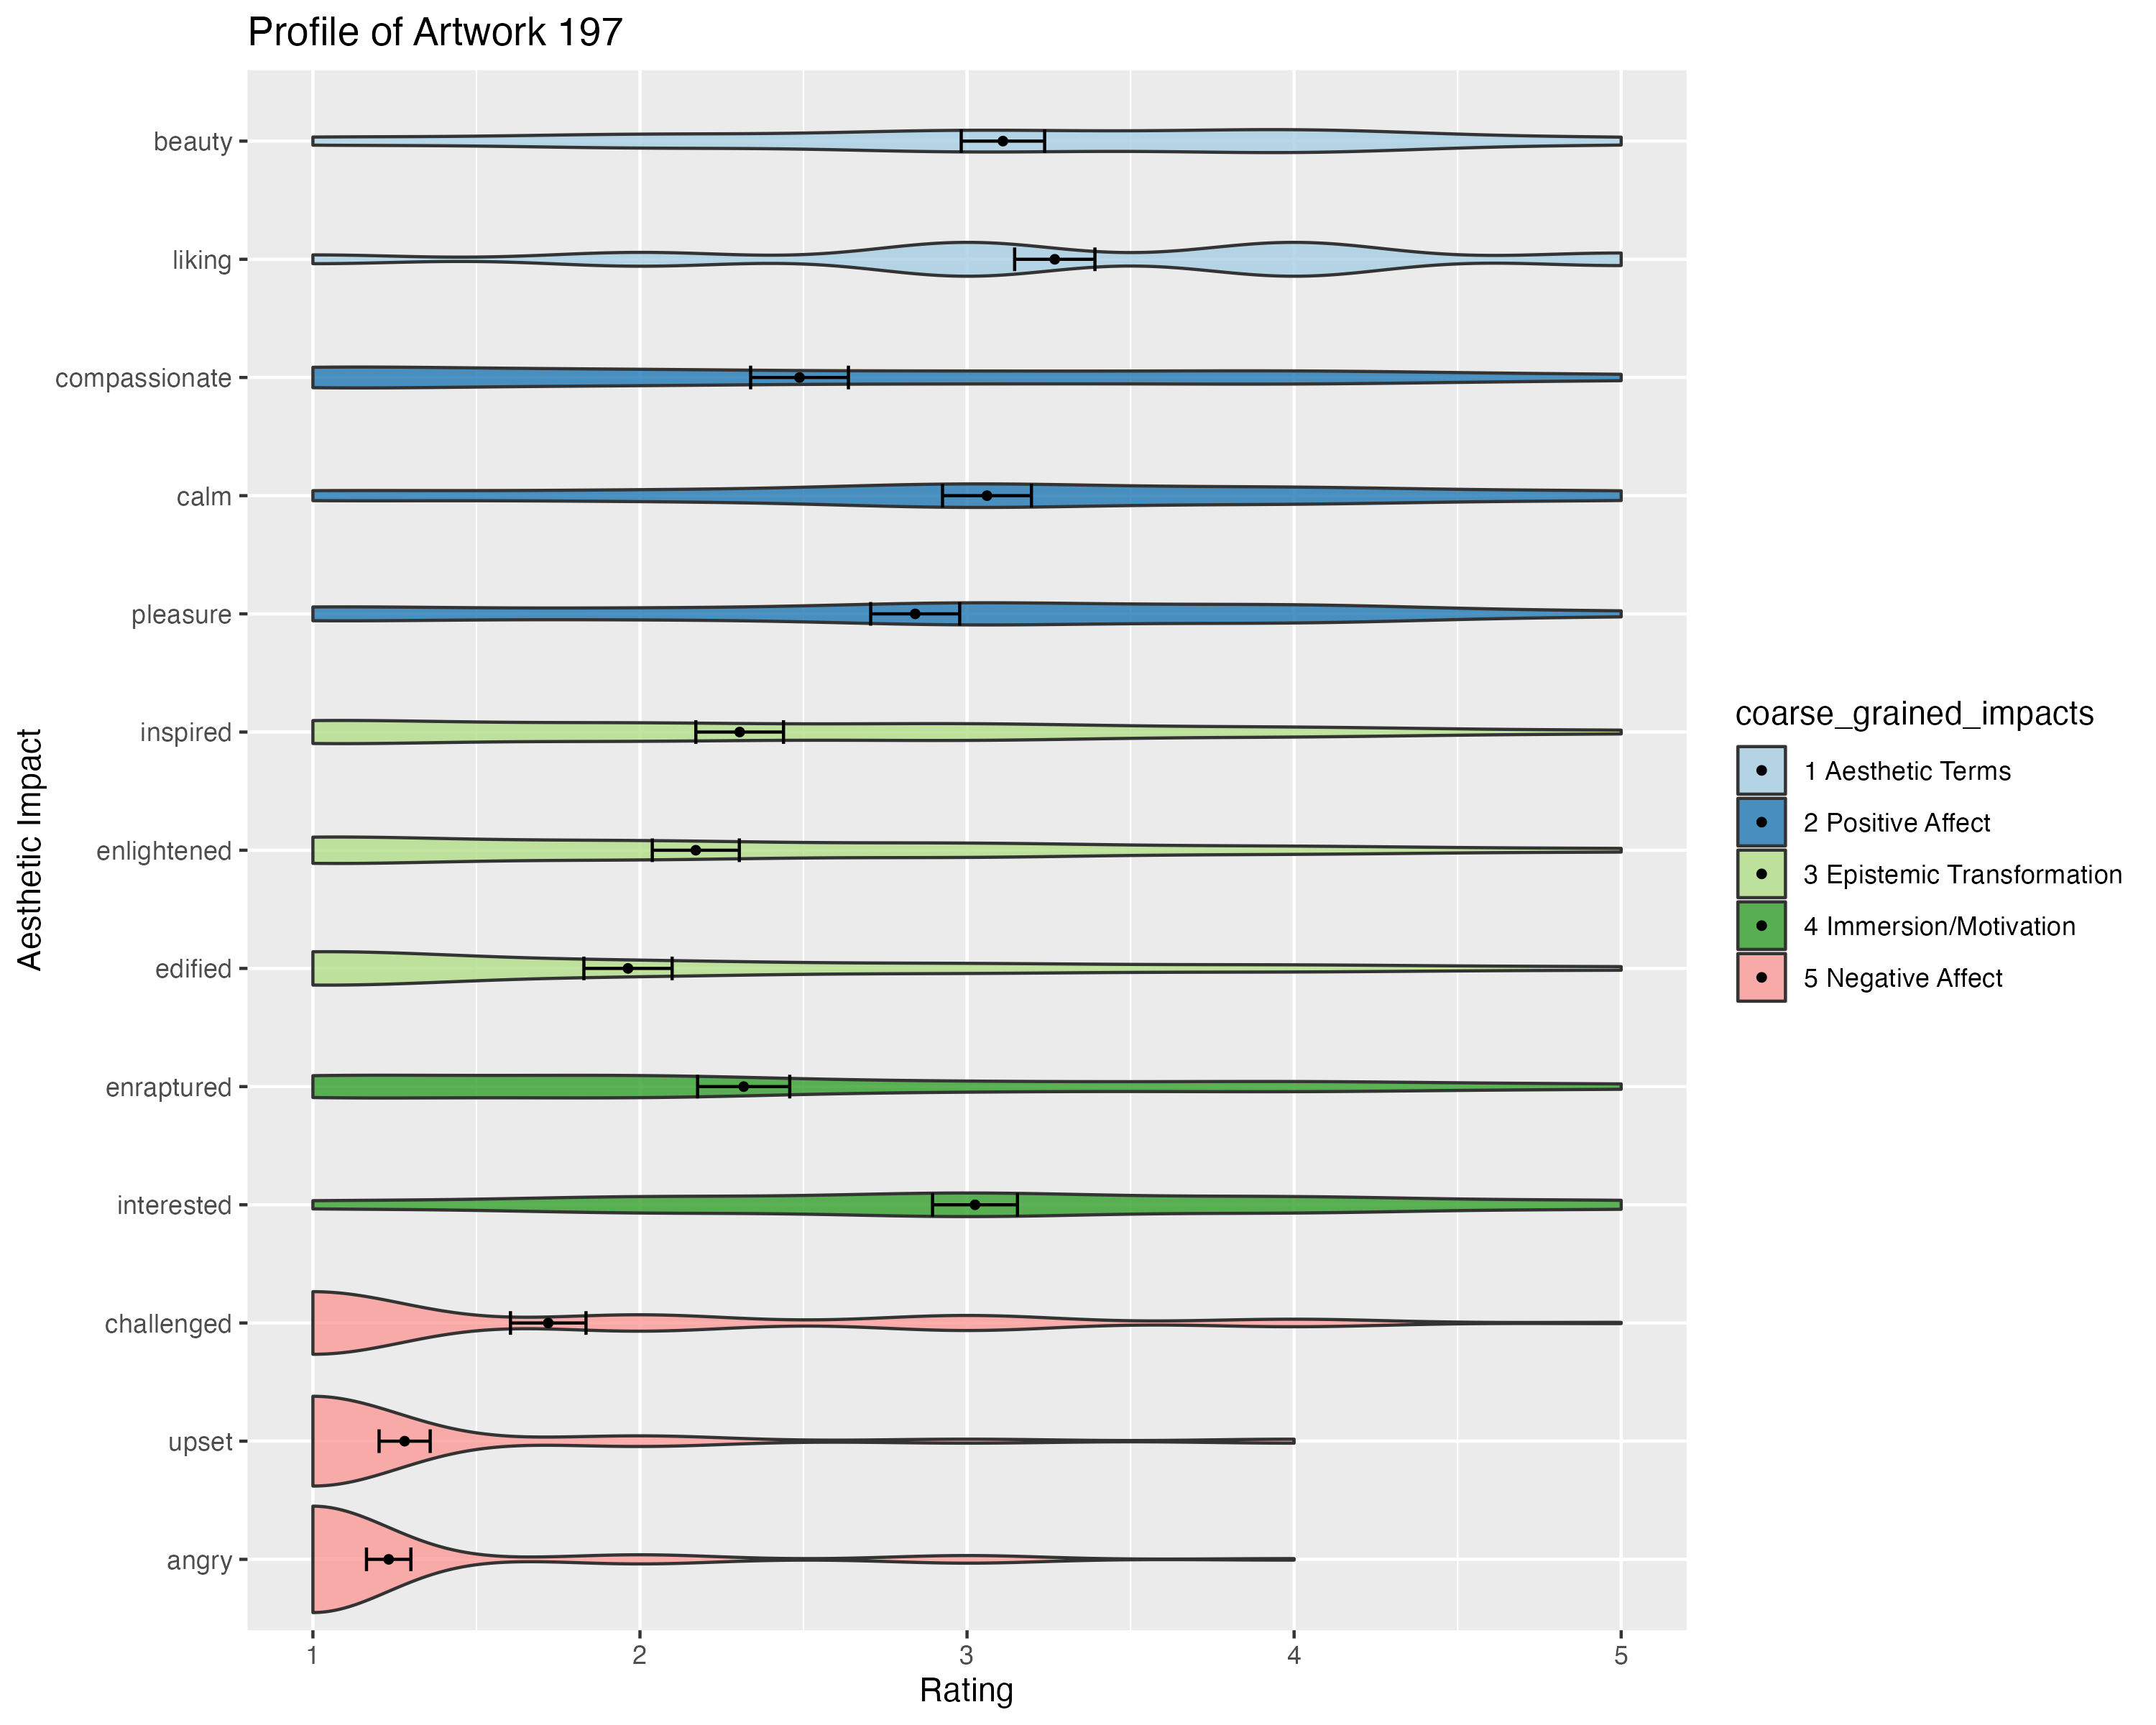 Profile of Artwork 197
beauty
liking
compassionate
calm
pleasure
inspired
enlightened
edified
enraptured
interested
challenged
upset
angry
Aesthetic Impact
1 2 3 4 5
Rating
coarse_grained_impacts
1 Aesthetic Terms
2 Positive Affect
3 Epistemic Transformation
4 Immersion/Motivation
5 Negative Affect